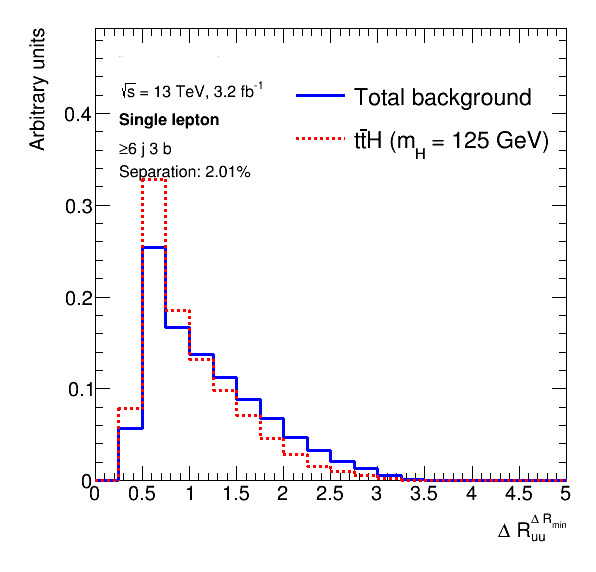 Arbitrary units
√s = 13 TeV, 3.2 fb⁻¹
Single lepton
≥6 j 3 b
Separation: 2.01%
Total background
tt̄H (m_H = 125 GeV)
0.4
0.3
0.2
0.1
0
0 0.5 1 1.5 2 2.5 3 3.5 4 4.5 5
Δ R_uu^Δ R_min